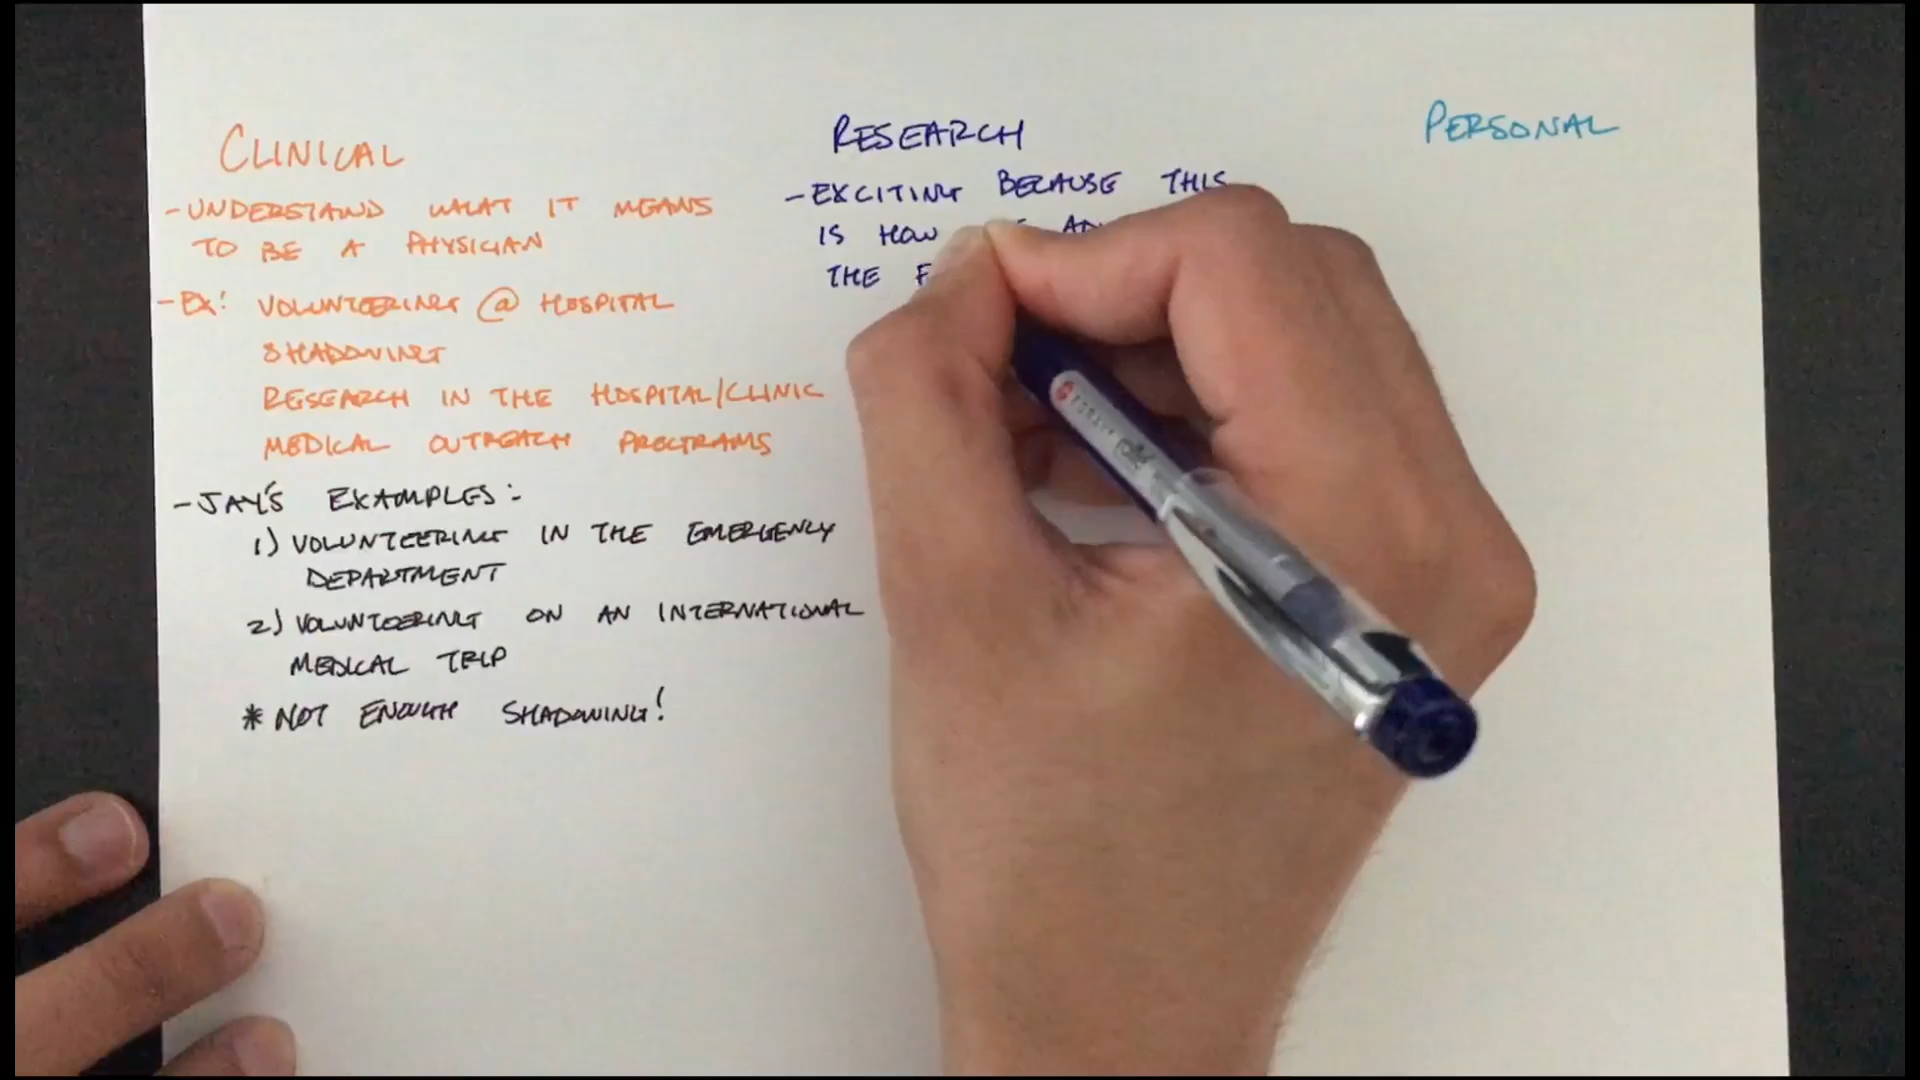 CLINICAL
- UNDERSTAND WHAT IT MEANS
TO BE A PHYSICIAN
- EX: VOLUNTEERING @ HOSPITAL
SHADOWING
RESEARCH IN THE HOSPITAL/CLINIC
MEDICAL OUTREACH PROGRAMS
- JAY'S EXAMPLES:
1) VOLUNTEERING IN THE EMERGENCY
DEPARTMENT
2) VOLUNTEERING ON AN INTERNATIONAL
MEDICAL TRIP
* NOT ENOUGH SHADOWING!
RESEARCH
- EXCITING BECAUSE THIS
IS HOW
THE
PERSONAL